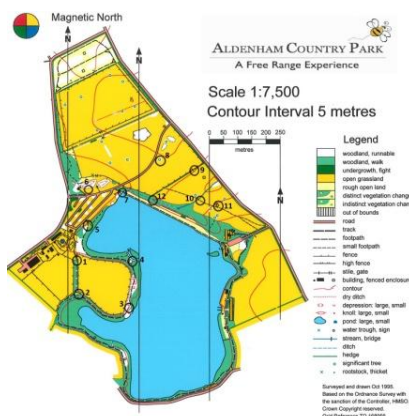 Magnetic North
ALDENHAM COUNTRY PARK
A Free Range Experience
Scale 1:7,500
Contour Interval 5 metres
0 50 100 150 200 250
metres
Legend
woodland, runnable
woodland, walk
undergrowth, fight
open grassland
rough open land
distinct vegetation change
indistinct vegetation change
out of bounds
road
track
footpath
small footpath
fence
high fence
stile, gate
building, fenced enclosure
contour
dry ditch
depression: large, small
knoll: large, small
pond: large, small
water trough, sign
stream, bridge
ditch
hedge
significant tree
rootstock, thicket
Surveyed and drawn Oct 1995.
Based on the Ordnance Survey with
the sanction of the Controller, HMSO.
Crown Copyright reserved.
8
9
7
12
10
11
5
1
4
2
3